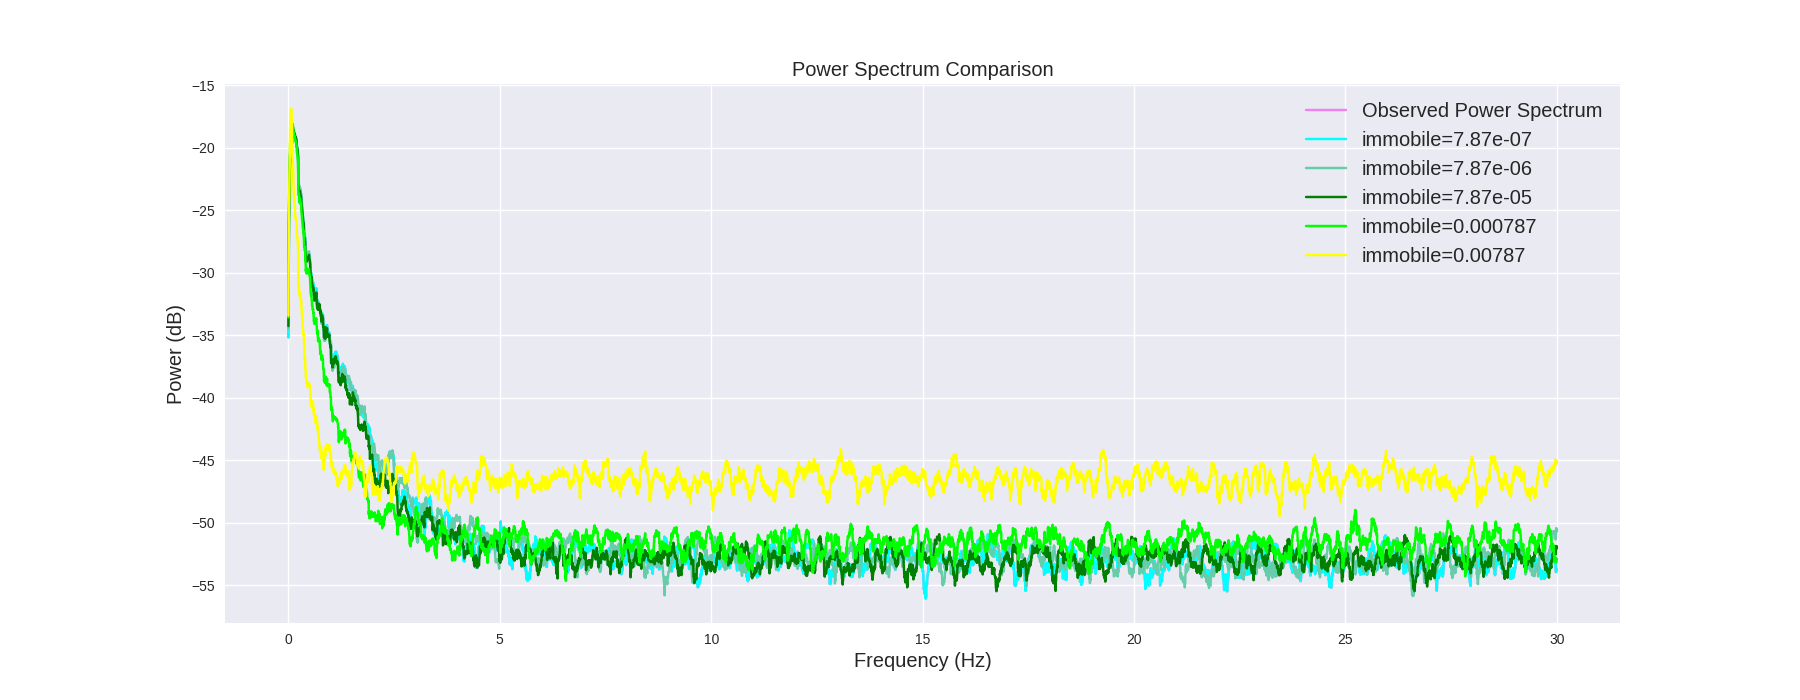 Power Spectrum Comparison
−15
−20
−25
−30
−35
−40
−45
−50
−55
Power (dB)
Observed Power Spectrum
immobile=7.87e-07
immobile=7.87e-06
immobile=7.87e-05
immobile=0.000787
immobile=0.00787
0 5 10 15 20 25 30
Frequency (Hz)